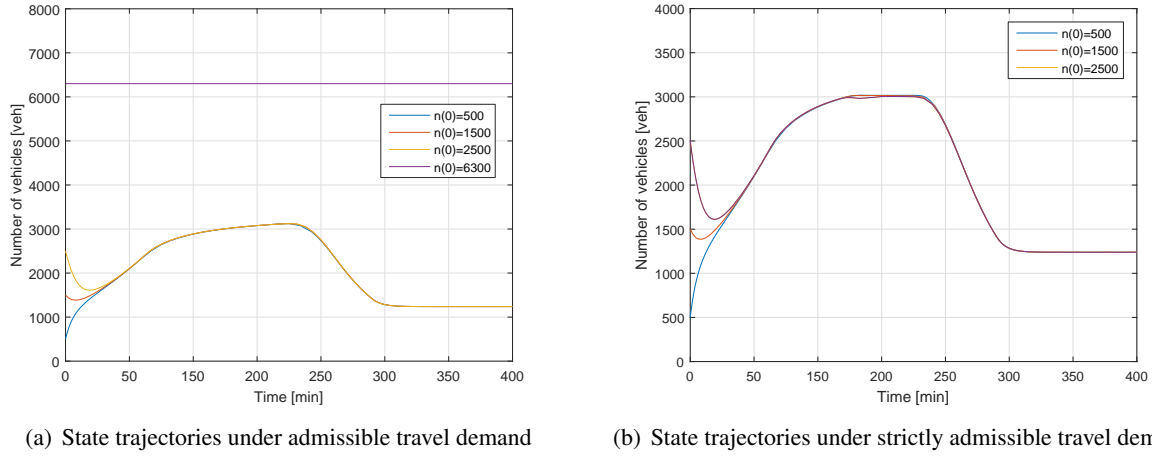 8000
7000
6000
5000
4000
3000
2000
1000
0
Number of vehicles [veh]
n(0)=500
n(0)=1500
n(0)=2500
n(0)=6300
0 50 100 150 200 250 300 350 400
Time [min]
(a) State trajectories under admissible travel demand
4000
3500
3000
2500
2000
1500
1000
500
0
Number of vehicles [veh]
n(0)=500
n(0)=1500
n(0)=2500
0 50 100 150 200 250 300 350 400
Time [min]
(b) State trajectories under strictly admissible travel dem